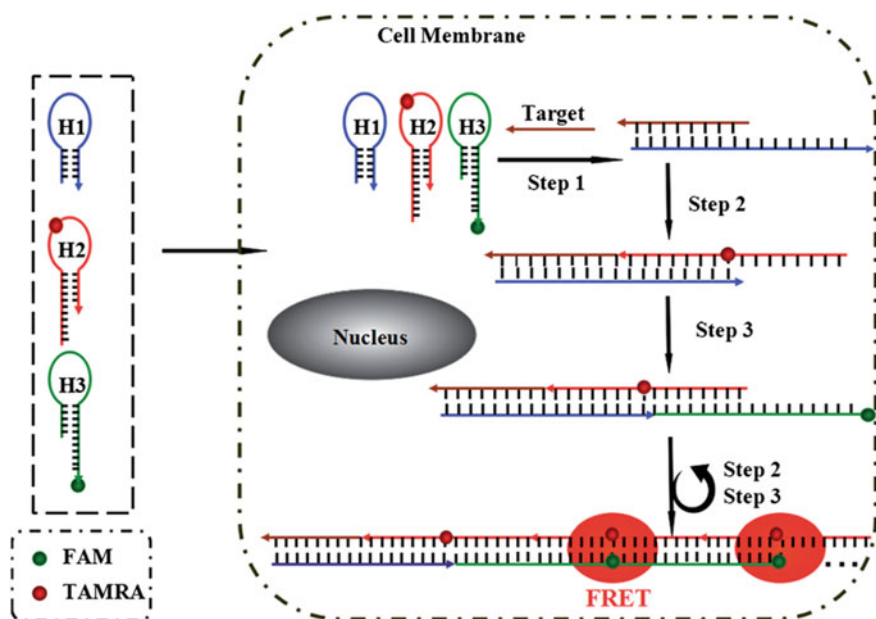 Cell Membrane
H1
H2
H3
H1
H2
H3
Target
Step 1
Step 2
Nucleus
Step 3
Step 2
Step 3
FRET
FAM
TAMRA